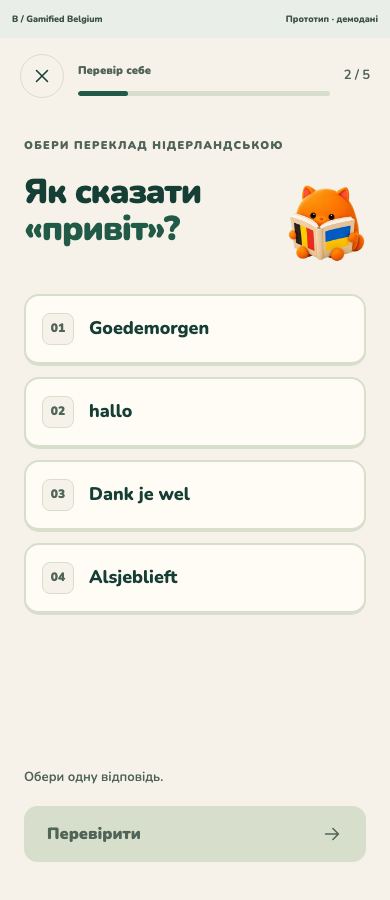 B / Gamified Belgium
Прототип · демодані
Перевір себе
2 / 5
ОБЕРИ ПЕРЕКЛАД НІДЕРЛАНДСЬКОЮ
Як сказати
«привіт»?
01 Goedemorgen
02 hallo
03 Dank je wel
04 Alsjeblieft
Обери одну відповідь.
Перевірити